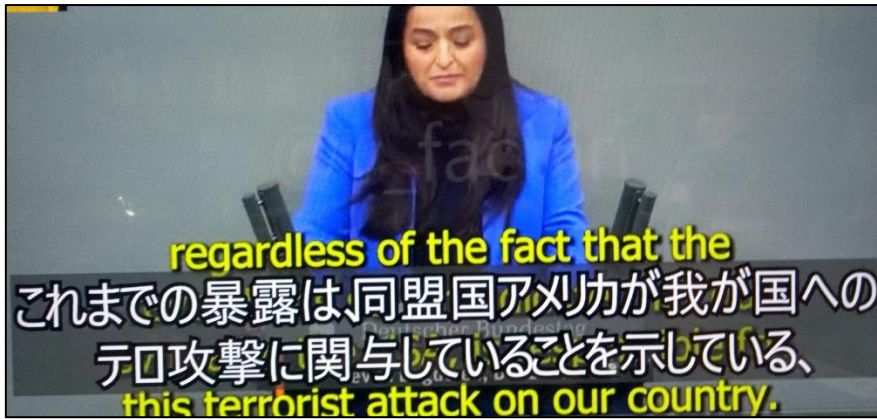 regardless of the fact that the
これまでの暴露は、同盟国アメリカが我が国への
Deutscher Bundestag
テロ攻撃に関与していることを示している、
this terrorist attack on our country.